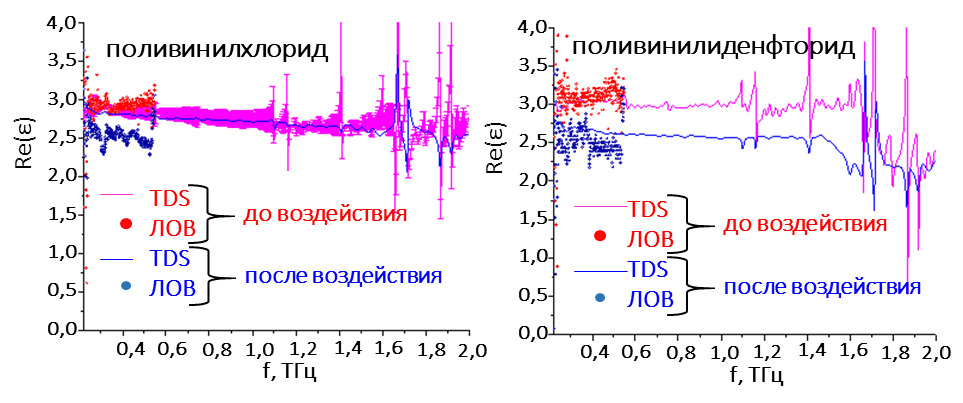 4,0
поливинилхлорид
3,5
3,0
2,5
2,0
1,5
1,0
0,5
0,0
Re(ε)
TDS
ЛОВ
до воздействия
TDS
ЛОВ
после воздействия
0,4 0,6 0,8 1,0 1,2 1,4 1,6 1,8 2,0
f, ТГц
4,0
поливинилиденфторид
3,5
3,0
2,5
2,0
1,5
1,0
0,5
0,0
Re(ε)
TDS
ЛОВ
до воздействия
TDS
ЛОВ
после воздействия
0,4 0,6 0,8 1,0 1,2 1,4 1,6 1,8 2,0
f, ТГц